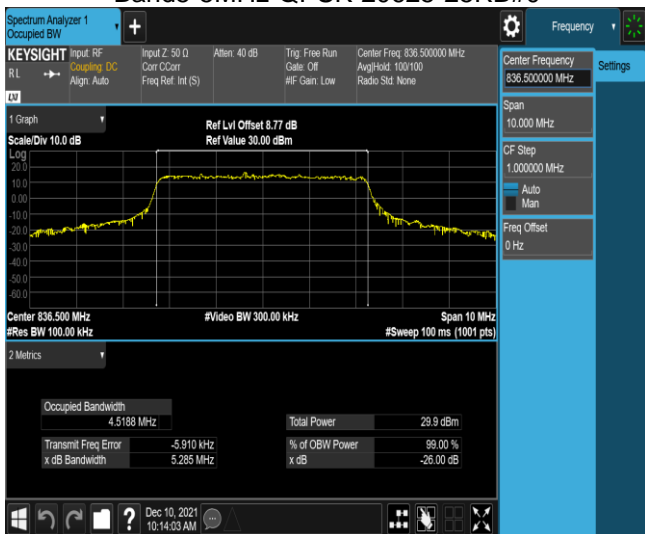 Spectrum Analyzer 1
Occupied BW
+
Frequency
KEYSIGHT
Input: RF
Coupling: DC
Align: Auto
RL
LXI
Input Z: 50 Ω
Corr CCorr
Freq Ref: Int (S)
Atten: 40 dB
Trig: Free Run
Gate: Off
#IF Gain: Low
Center Freq: 836.500000 MHz
Avg|Hold: 100/100
Radio Std: None
Center Frequency
836.500000 MHz
Settings
Span
10.000 MHz
CF Step
1.000000 MHz
Auto
Man
Freq Offset
0 Hz
1 Graph
Scale/Div 10.0 dB
Ref Lvl Offset 8.77 dB
Ref Value 30.00 dBm
Log
20.0
10.0
0.00
-10.0
-20.0
-30.0
-40.0
-50.0
-60.0
Center 836.500 MHz
#Video BW 300.00 kHz
Span 10 MHz
#Res BW 100.00 kHz
#Sweep 100 ms (1001 pts)
2 Metrics
Occupied Bandwidth
4.5188 MHz
Total Power 29.9 dBm
Transmit Freq Error -5.910 kHz
% of OBW Power 99.00 %
x dB Bandwidth 5.285 MHz
x dB -26.00 dB
?
Dec 10, 2021
10:14:03 AM